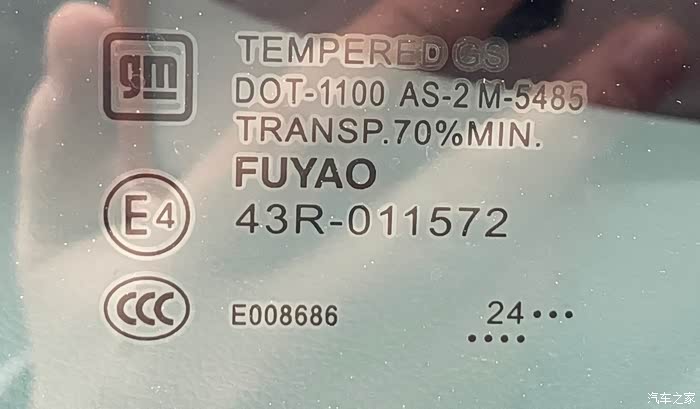 gm
TEMPERED GS
DOT-1100 AS-2 M-5485
TRANSP.70%MIN.
FUYAO
E4
43R-011572
CCC
E008686
24•••
••••
汽车之家